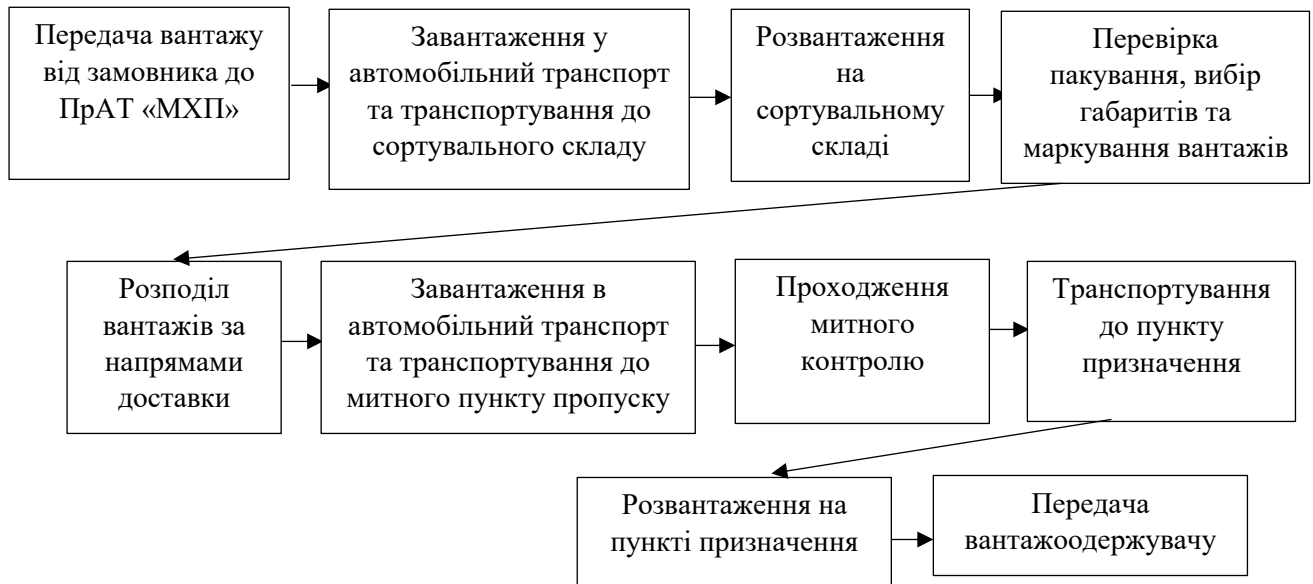 Передача вантажу
від замовника до
ПрАТ «МХП»
Завантаження у
автомобільний транспорт
та транспортування до
сортувального складу
Розвантаження
на
сортувальному
складі
Перевірка
пакування, вибір
габаритів та
маркування вантажів
Розподіл
вантажів за
напрямами
доставки
Завантаження в
автомобільний транспорт
та транспортування до
митного пункту пропуску
Проходження
митного
контролю
Транспортування
до пункту
призначення
Розвантаження на
пункті призначення
Передача
вантажоодержувачу